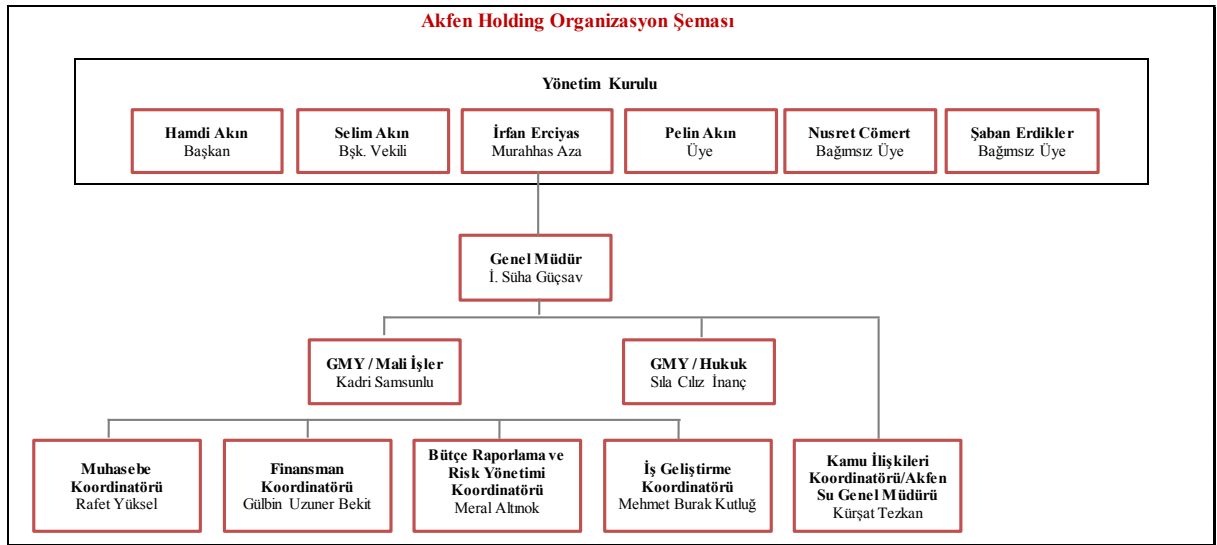 Akfen Holding Organizasyon Şeması
Yönetim Kurulu
Hamdi Akın
Başkan
Selim Akın
Bşk. Vekili
İrfan Erciyas
Murahhas Aza
Pelin Akın
Üye
Nusret Cömert
Bağımsız Üye
Şaban Erdikler
Bağımsız Üye
Genel Müdür
İ. Süha Güçsav
GMY / Mali İşler
Kadri Samsunlu
GMY / Hukuk
Sıla Cılız İnanç
Muhasebe
Koordinatörü
Rafet Yüksel
Finansman
Koordinatörü
Gülbin Uzuner Bekit
Bütçe Raporlama ve
Risk Yönetimi
Koordinatörü
Meral Altınok
İş Geliştirme
Koordinatörü
Mehmet Burak Kutluğ
Kamu İlişkileri
Koordinatörü/Akfen
Su Genel Müdürü
Kürşat Tezkan